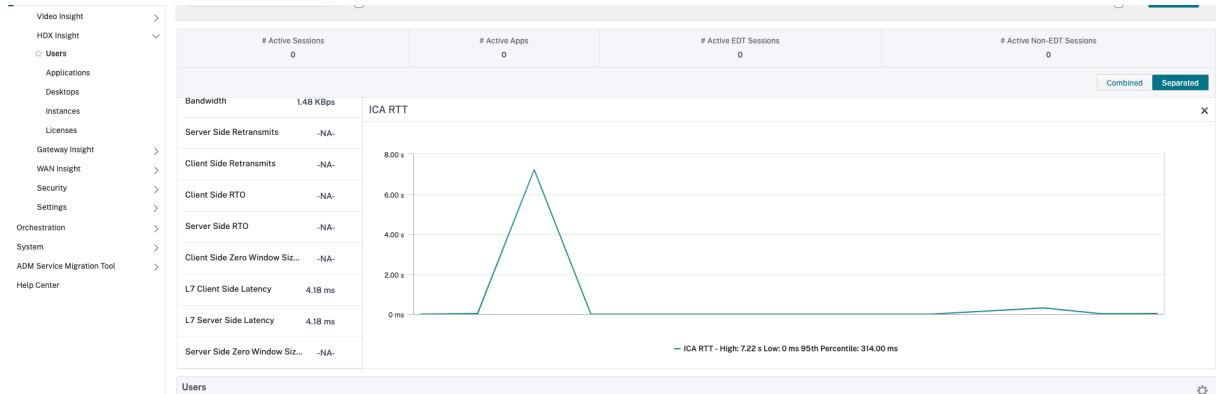 Video Insight
HDX Insight
Users
Applications
Desktops
Instances
Licenses
Gateway Insight
WAN Insight
Security
Settings
Orchestration
System
ADM Service Migration Tool
Help Center
# Active Sessions
0
# Active Apps
0
# Active EDT Sessions
0
# Active Non-EDT Sessions
0
Combined Separated
Bandwidth 1.48 KBps
Server Side Retransmits -NA-
Client Side Retransmits -NA-
Client Side RTO -NA-
Server Side RTO -NA-
Client Side Zero Window Siz... -NA-
L7 Client Side Latency 4.18 ms
L7 Server Side Latency 4.18 ms
Server Side Zero Window Siz... -NA-
ICA RTT
8.00 s
6.00 s
4.00 s
2.00 s
0 ms
ICA RTT - High: 7.22 s Low: 0 ms 95th Percentile: 314.00 ms
Users